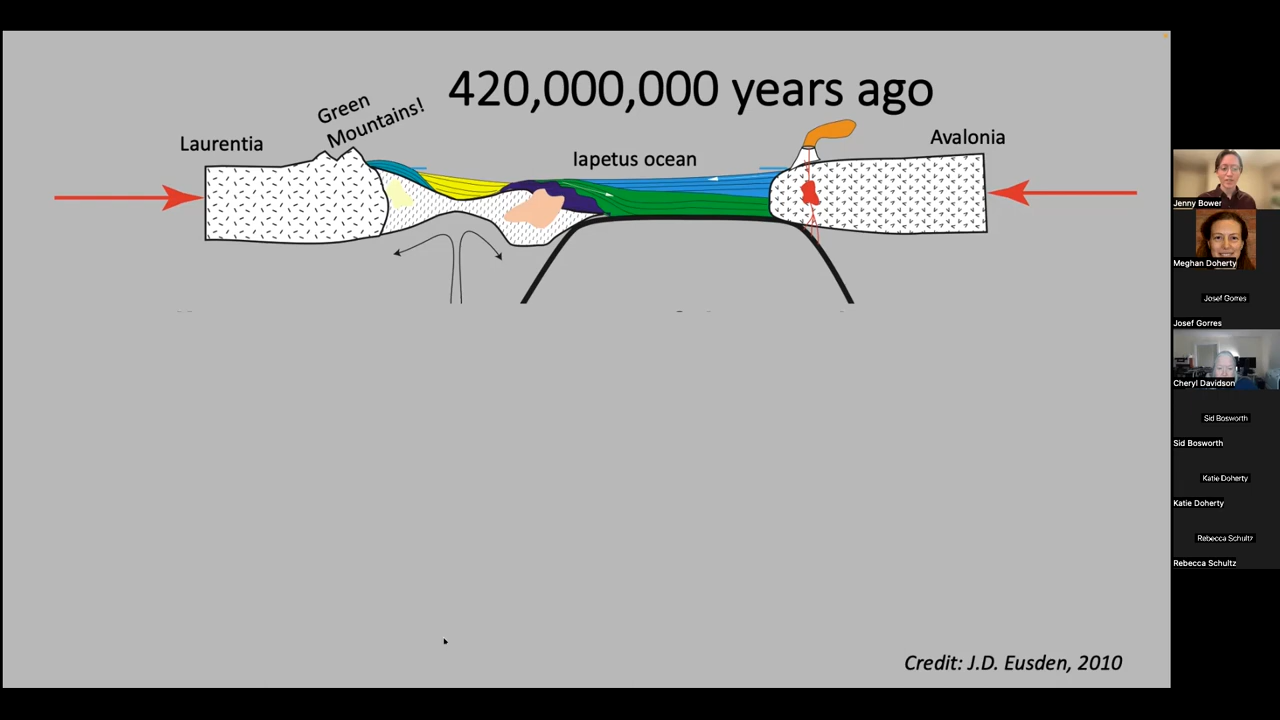 420,000,000 years ago
Green
Mountains!
Laurentia
Iapetus ocean
Avalonia
Credit: J.D. Eusden, 2010
Jenny Bower
Meghan Doherty
Josef Gorres
Josef Gorres
Cheryl Davidson
Sid Bosworth
Sid Bosworth
Katie Doherty
Katie Doherty
Rebecca Schultz
Rebecca Schultz